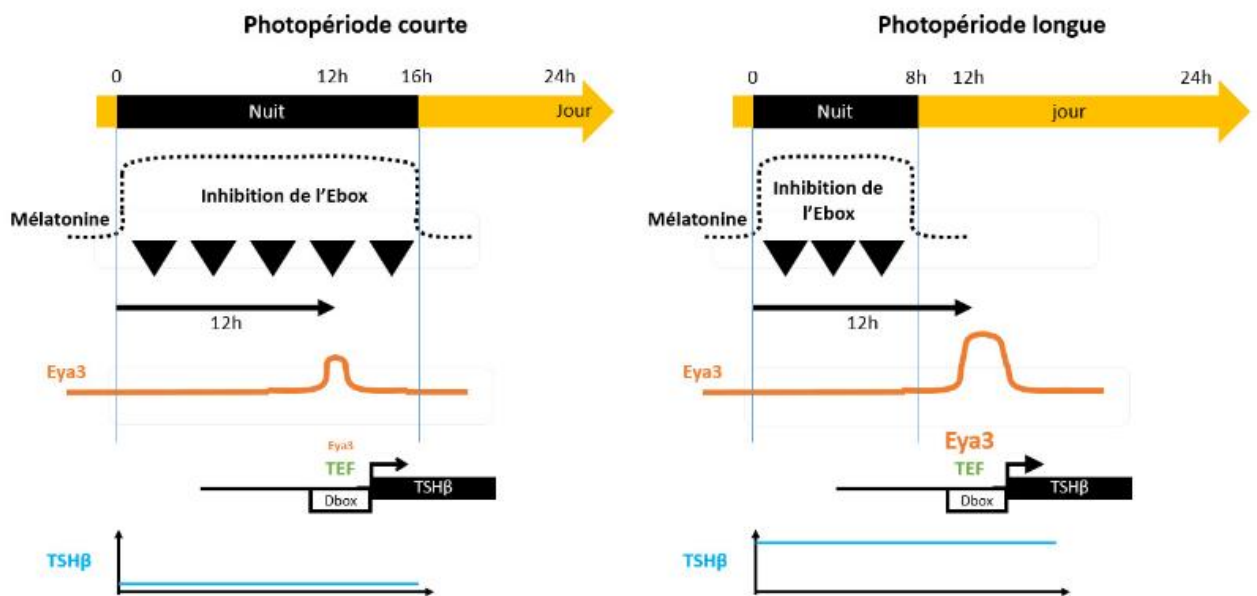 Photopériode courte
0 12h 16h 24h
Nuit Jour
Inhibition de l'Ebox
Mélatonine
12h
Eya3
Eya3
TEF
TSHβ
Dbox
TSHβ
Photopériode longue
0 8h 12h 24h
Nuit jour
Inhibition de
l'Ebox
Mélatonine
12h
Eya3
Eya3
TEF
TSHβ
Dbox
TSHβ